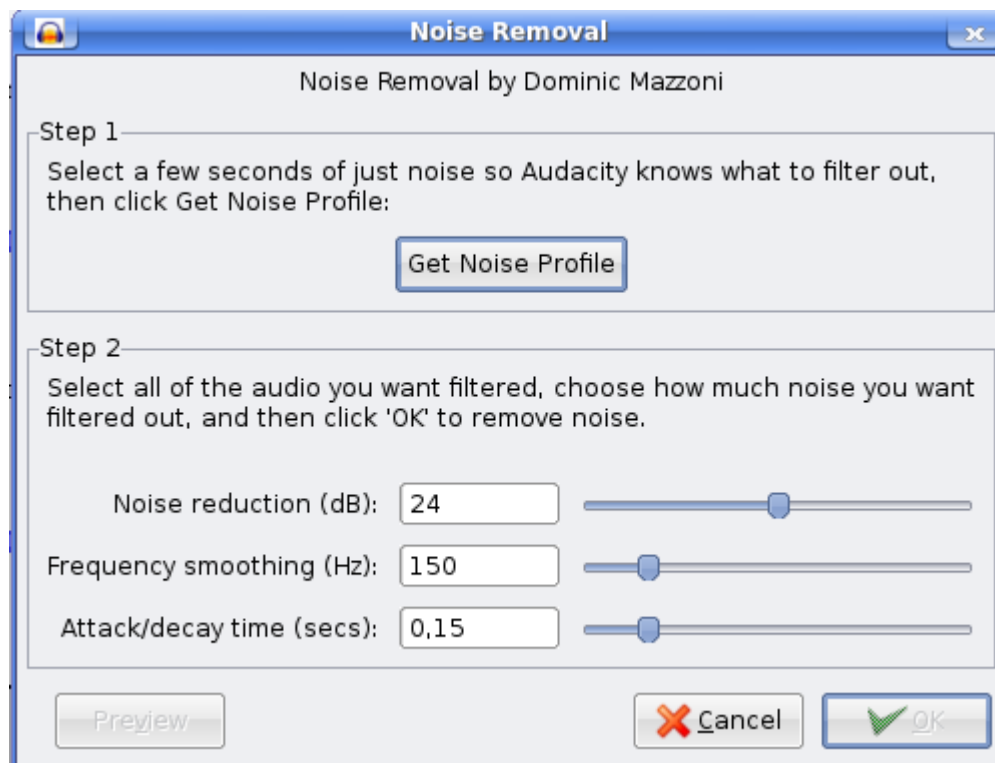 Noise Removal
Noise Removal by Dominic Mazzoni
Step 1
Select a few seconds of just noise so Audacity knows what to filter out,
then click Get Noise Profile:
Get Noise Profile
Step 2
Select all of the audio you want filtered, choose how much noise you want
filtered out, and then click 'OK' to remove noise.
Noise reduction (dB): 24
Frequency smoothing (Hz): 150
Attack/decay time (secs): 0,15
Preview Cancel OK